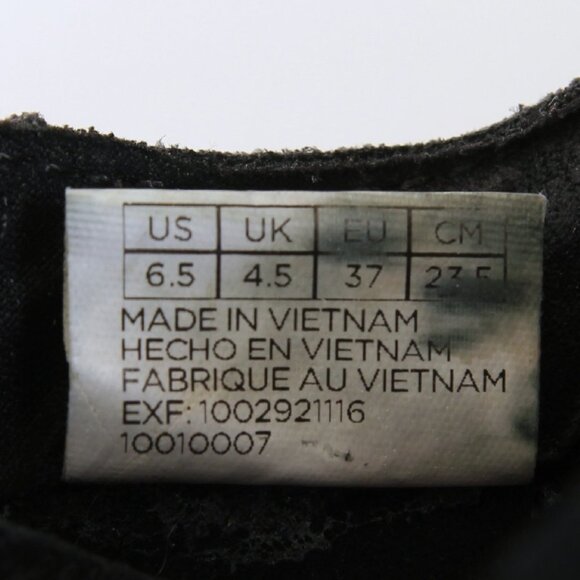 US UK EU CM
6.5 4.5 37 23.5
MADE IN VIETNAM
HECHO EN VIETNAM
FABRIQUE AU VIETNAM
EXF: 1002921116
10010007